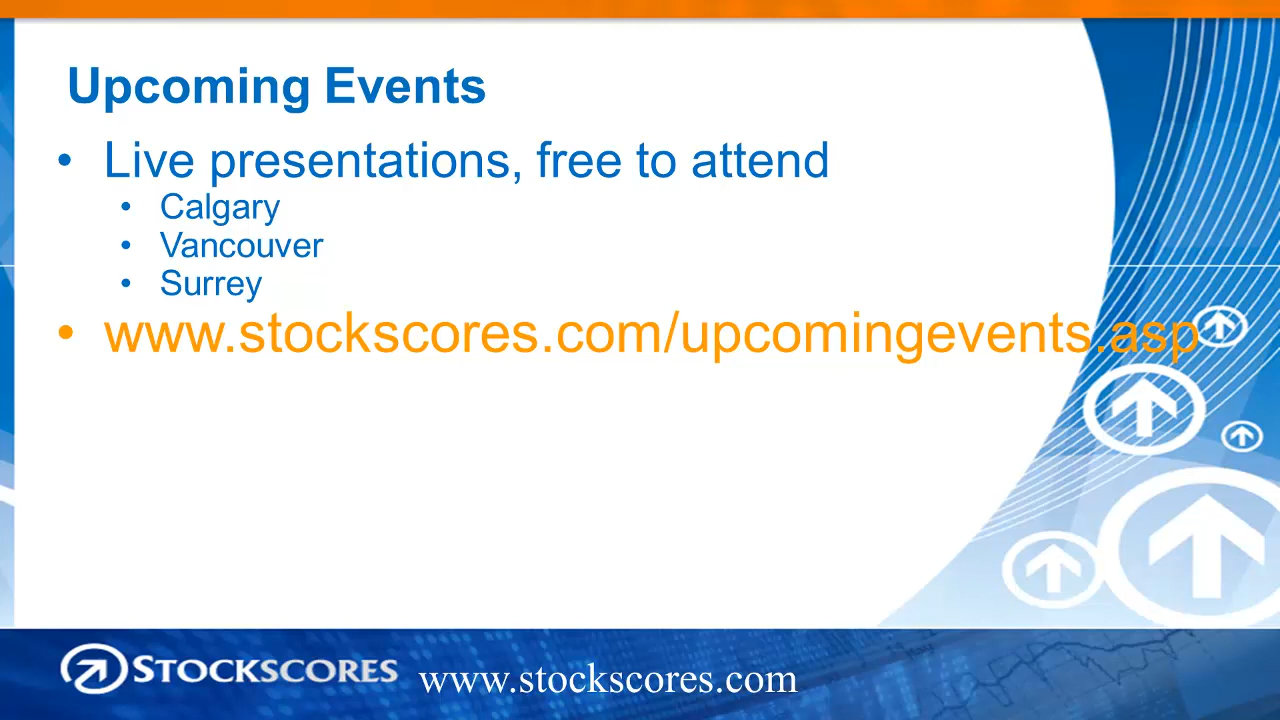 Upcoming Events
• Live presentations, free to attend
• Calgary
• Vancouver
• Surrey
• www.stockscores.com/upcomingevents.asp
STOCKSCORES
www.stockscores.com